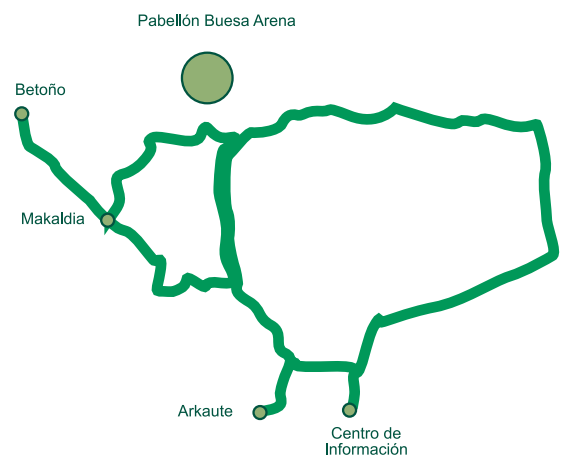 Pabellón Buesa Arena
Betoño
Makaldia
Arkaute
Centro de
Información